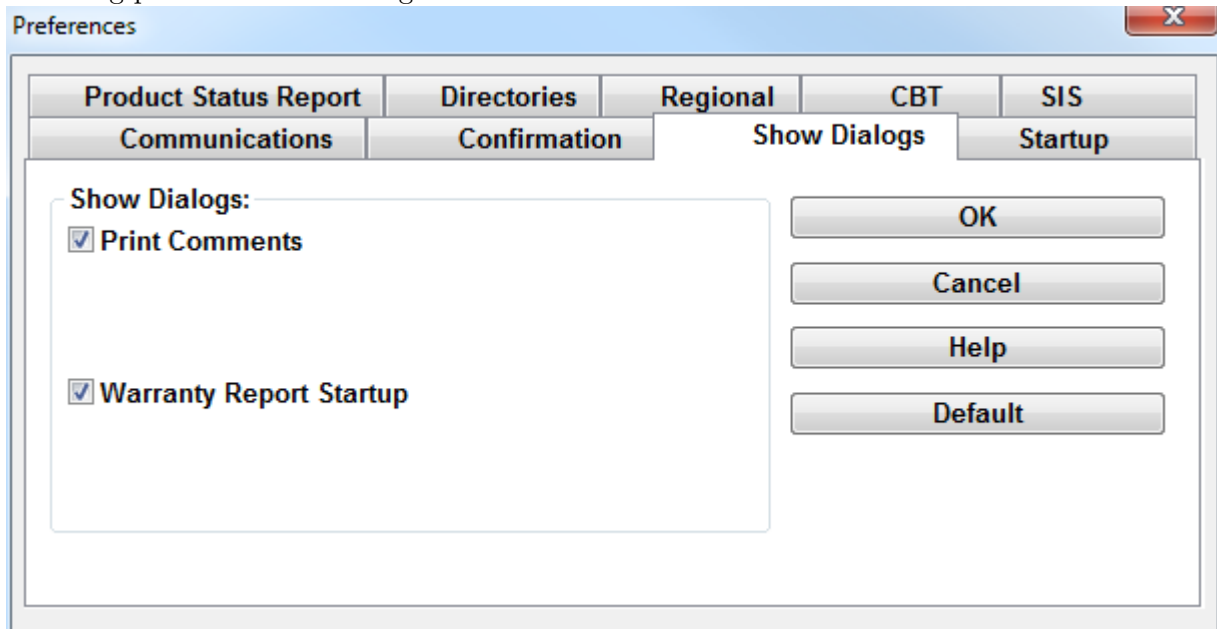 Preferences
Product Status Report Directories Regional CBT SIS
Communications Confirmation Show Dialogs Startup
Show Dialogs:
Print Comments
Warranty Report Startup
OK
Cancel
Help
Default